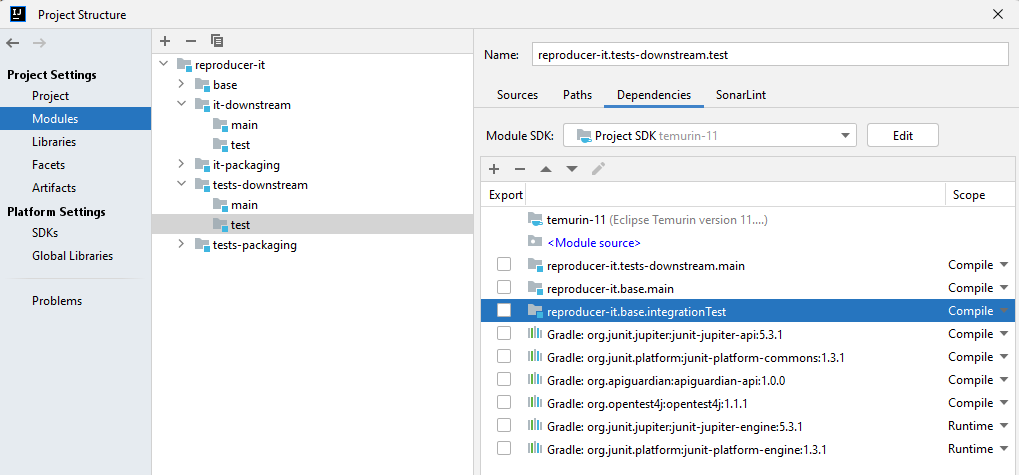 Project Structure
Project Settings
Project
Modules
Libraries
Facets
Artifacts
Platform Settings
SDKs
Global Libraries
Problems
reproducer-it
base
it-downstream
main
test
it-packaging
tests-downstream
main
test
tests-packaging
Name: reproducer-it.tests-downstream.test
Sources Paths Dependencies SonarLint
Module SDK: Project SDK temurin-11 Edit
Export Scope
temurin-11 (Eclipse Temurin version 11....)
<Module source>
reproducer-it.tests-downstream.main Compile
reproducer-it.base.main Compile
reproducer-it.base.integrationTest Compile
Gradle: org.junit.jupiter:junit-jupiter-api:5.3.1 Compile
Gradle: org.junit.platform:junit-platform-commons:1.3.1 Compile
Gradle: org.apiguardian:apiguardian-api:1.0.0 Compile
Gradle: org.opentest4j:opentest4j:1.1.1 Compile
Gradle: org.junit.jupiter:junit-jupiter-engine:5.3.1 Runtime
Gradle: org.junit.platform:junit-platform-engine:1.3.1 Runtime